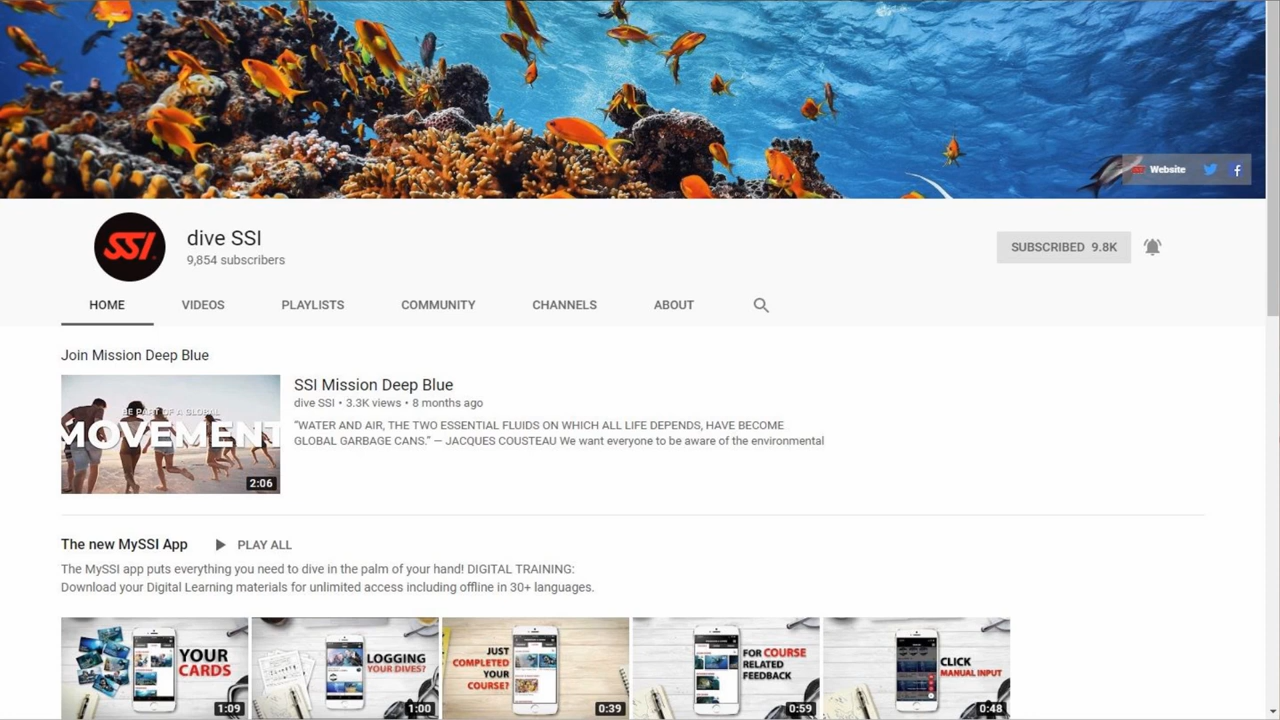 Website
SSI
dive SSI
9,854 subscribers
SUBSCRIBED 9.8K
HOME VIDEOS PLAYLISTS COMMUNITY CHANNELS ABOUT
Join Mission Deep Blue
BE PART OF A GLOBAL
MOVEMENT
2:06
SSI Mission Deep Blue
dive SSI • 3.3K views • 8 months ago
“WATER AND AIR, THE TWO ESSENTIAL FLUIDS ON WHICH ALL LIFE DEPENDS, HAVE BECOME
GLOBAL GARBAGE CANS.” — JACQUES COUSTEAU We want everyone to be aware of the environmental
The new MySSI App PLAY ALL
The MySSI app puts everything you need to dive in the palm of your hand! DIGITAL TRAINING:
Download your Digital Learning materials for unlimited access including offline in 30+ languages.
YOUR
CARDS
1:09
LOGGING
YOUR DIVES?
1:00
JUST
COMPLETED
YOUR
COURSE?
0:39
FOR COURSE
RELATED
FEEDBACK
0:59
CLICK
MANUAL INPUT
0:48